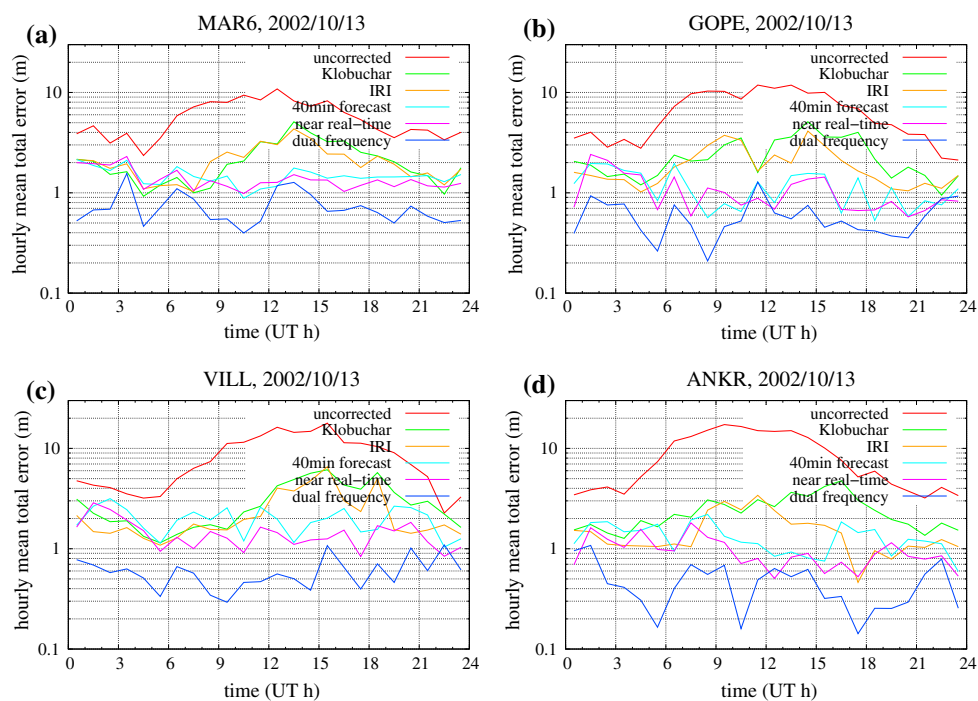 (a)
MAR6, 2002/10/13
hourly mean total error (m)
10
1
0.1
uncorrected
Klobuchar
IRI
40min forecast
near real-time
dual frequency
0 3 6 9 12 15 18 21 24
time (UT h)
(b)
GOPE, 2002/10/13
hourly mean total error (m)
10
1
0.1
uncorrected
Klobuchar
IRI
40min forecast
near real-time
dual frequency
0 3 6 9 12 15 18 21 24
time (UT h)
(c)
VILL, 2002/10/13
hourly mean total error (m)
10
1
0.1
uncorrected
Klobuchar
IRI
40min forecast
near real-time
dual frequency
0 3 6 9 12 15 18 21 24
time (UT h)
(d)
ANKR, 2002/10/13
hourly mean total error (m)
10
1
0.1
uncorrected
Klobuchar
IRI
40min forecast
near real-time
dual frequency
0 3 6 9 12 15 18 21 24
time (UT h)